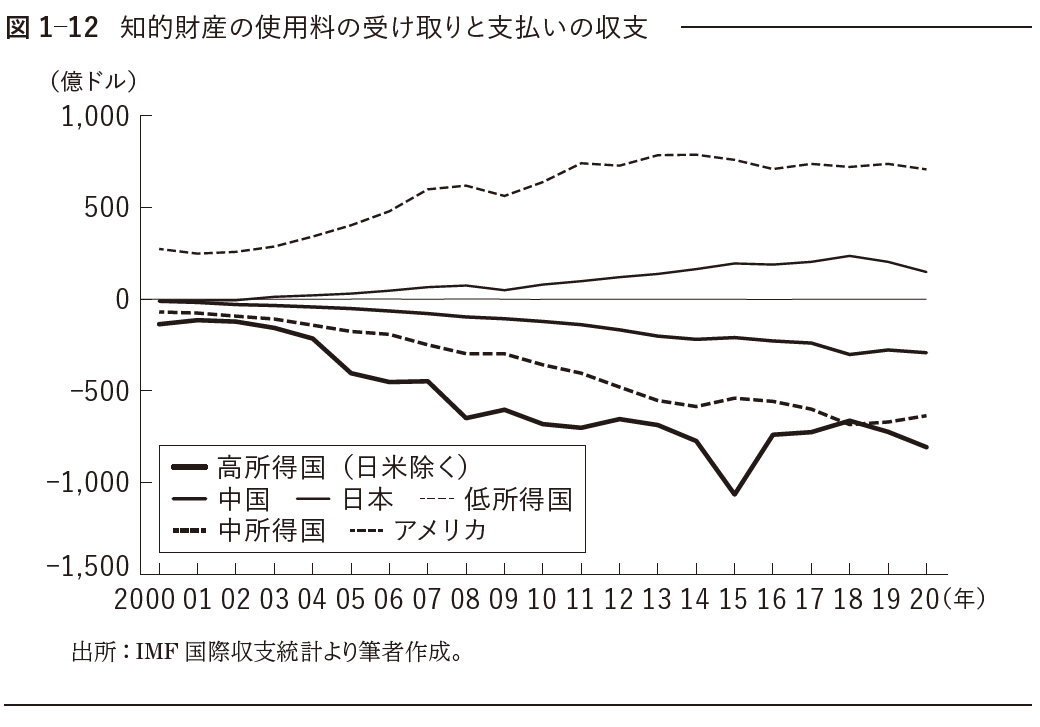 図 1-12 知的財産の使用料の受け取りと支払いの収支
（億ドル）
1,000
500
0
−500
−1,000
−1,500
高所得国（日米除く）
中国 日本 低所得国
中所得国 アメリカ
2000 01 02 03 04 05 06 07 08 09 10 11 12 13 14 15 16 17 18 19 20（年）
出所：IMF 国際収支統計より筆者作成。